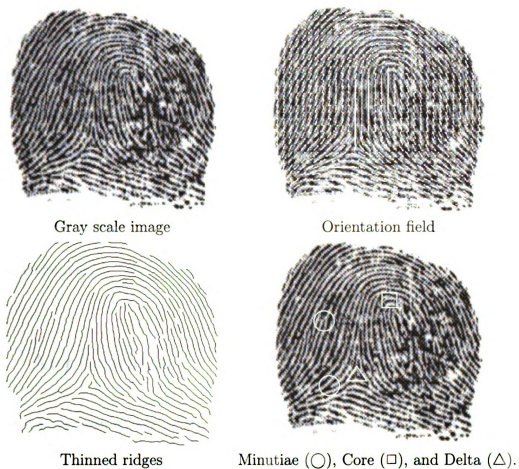 Gray scale image
Orientation field
Thinned ridges
Minutiae (○), Core (□), and Delta (△).